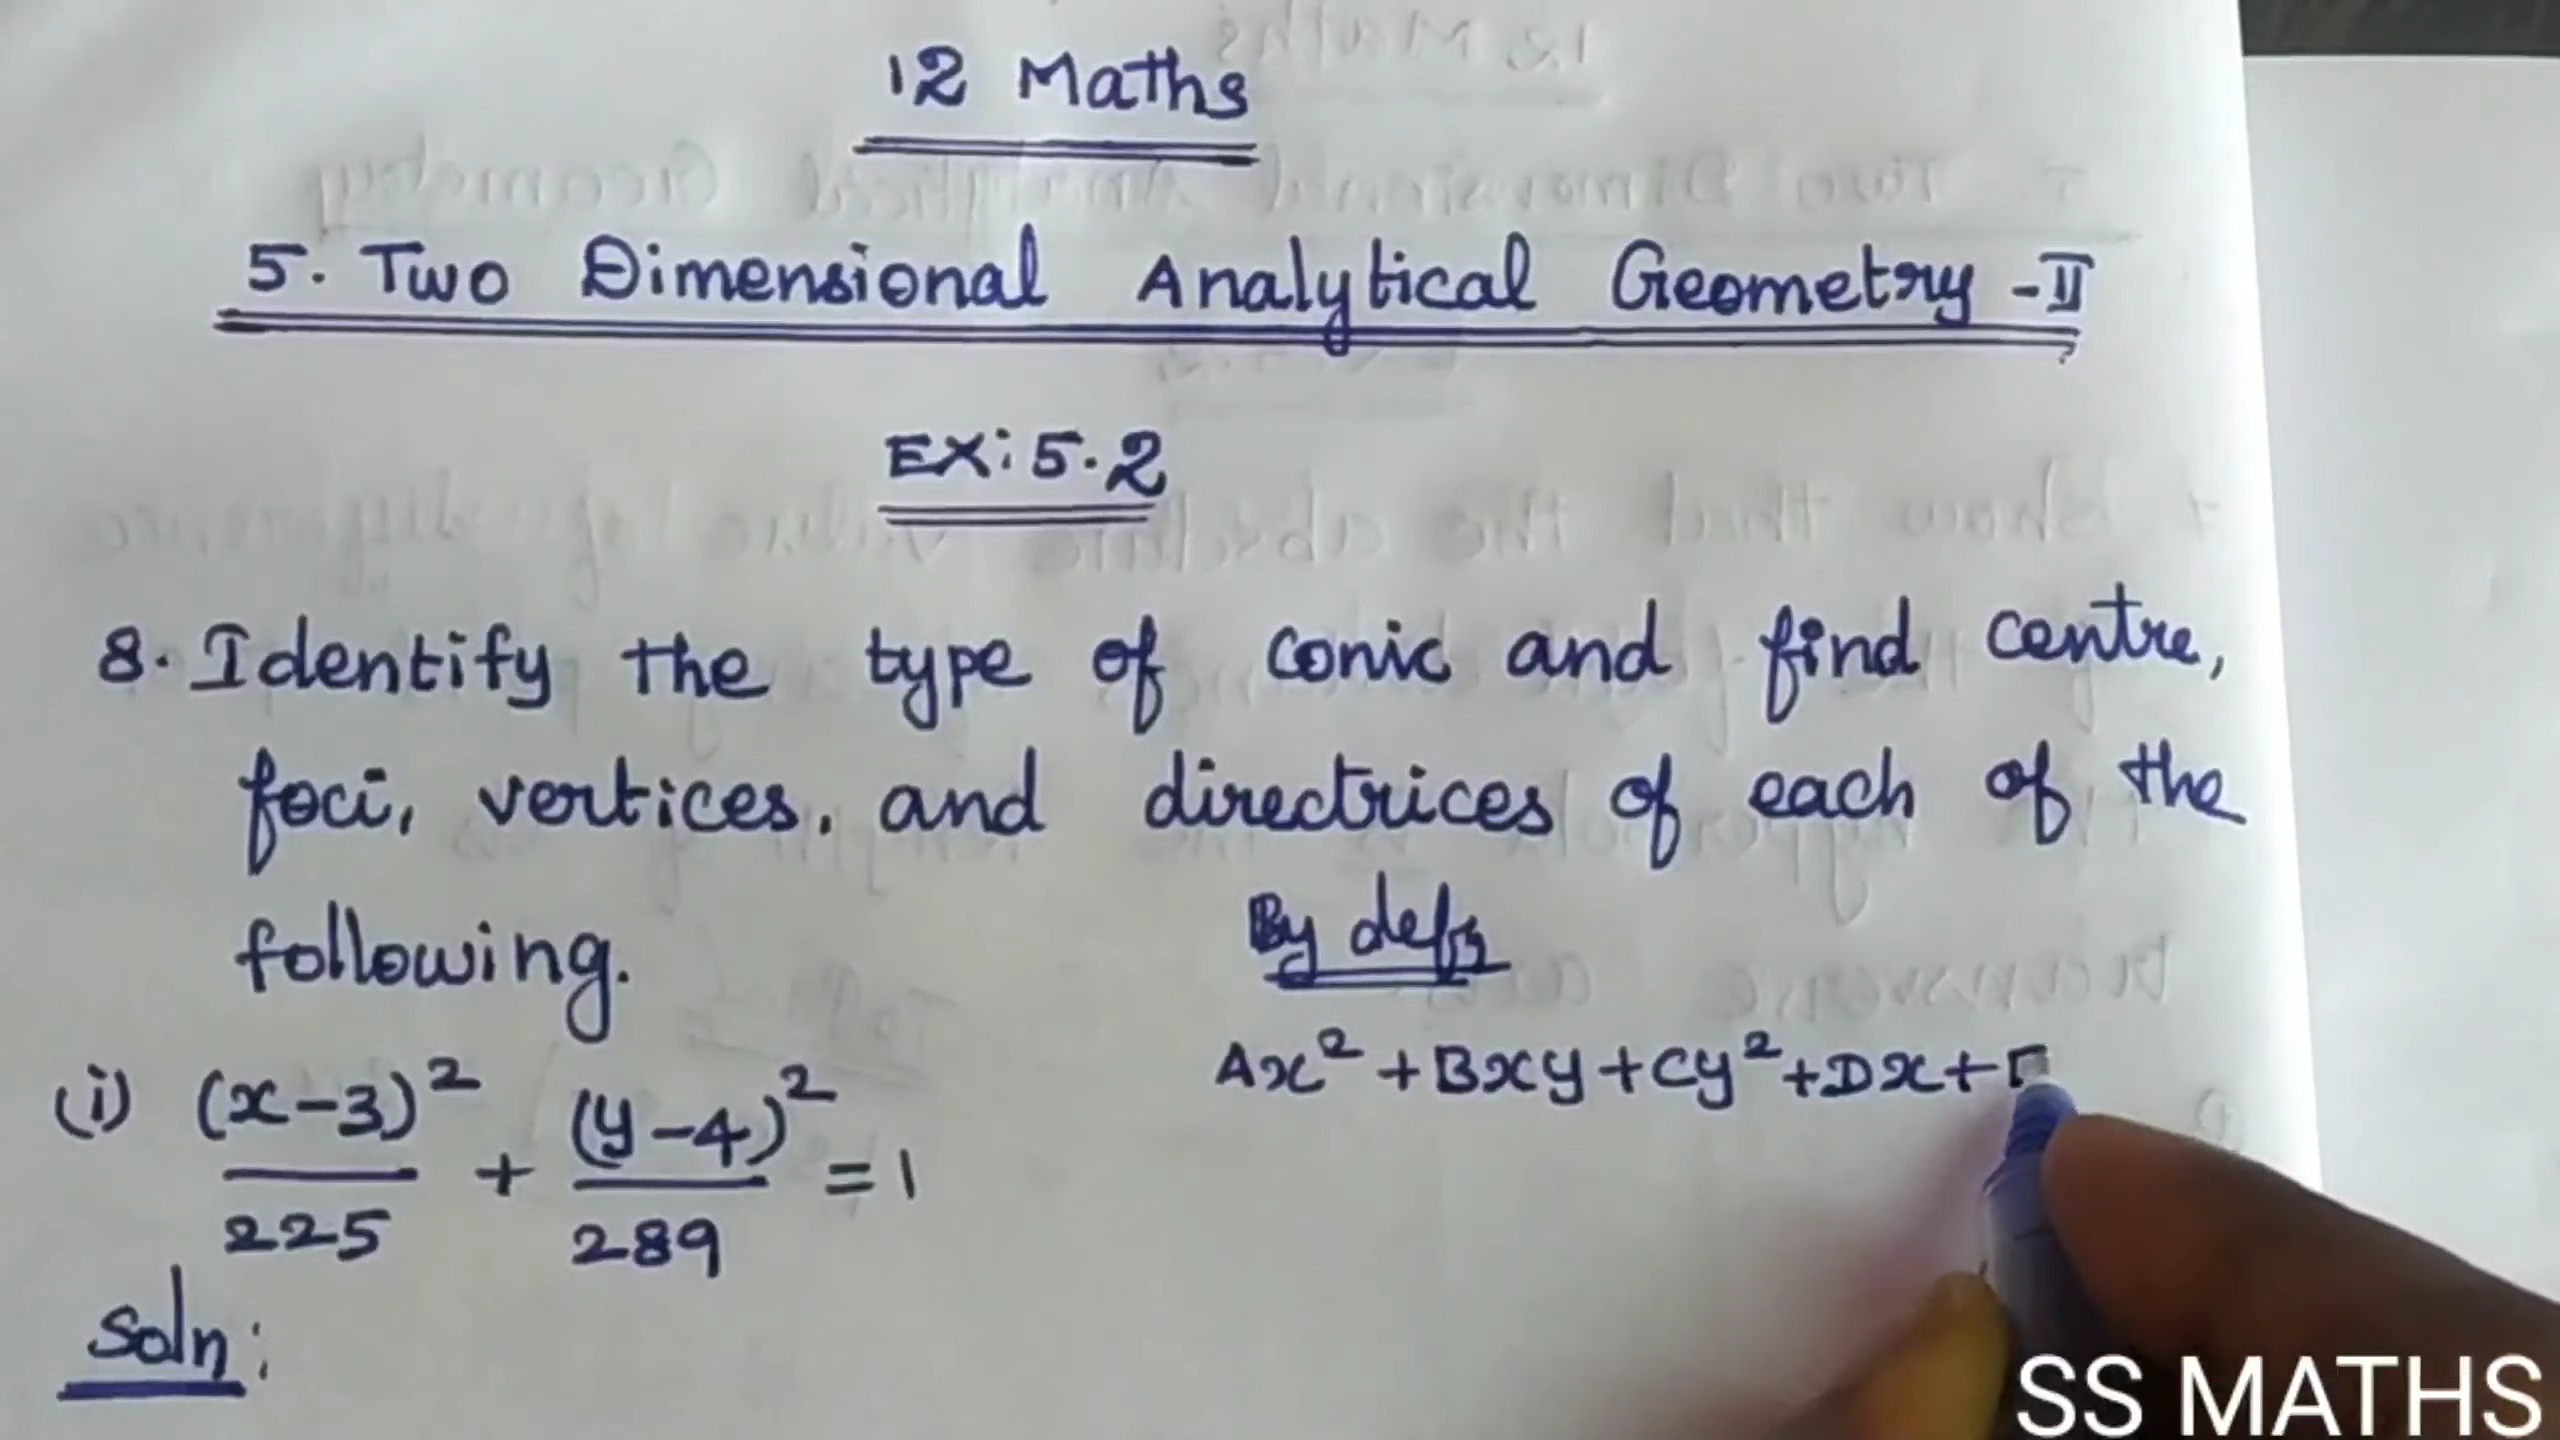 12 Maths
5. Two Dimensional Analytical Geometry -II
EX: 5.2
8. Identify the type of conic and find centre,
foci, vertices, and directrices of each of the
following.
(i) (x-3)²/225 + (y-4)²/289 = 1
By defn
Ax² + Bxy + Cy² + Dx +
Soln:
SS MATHS